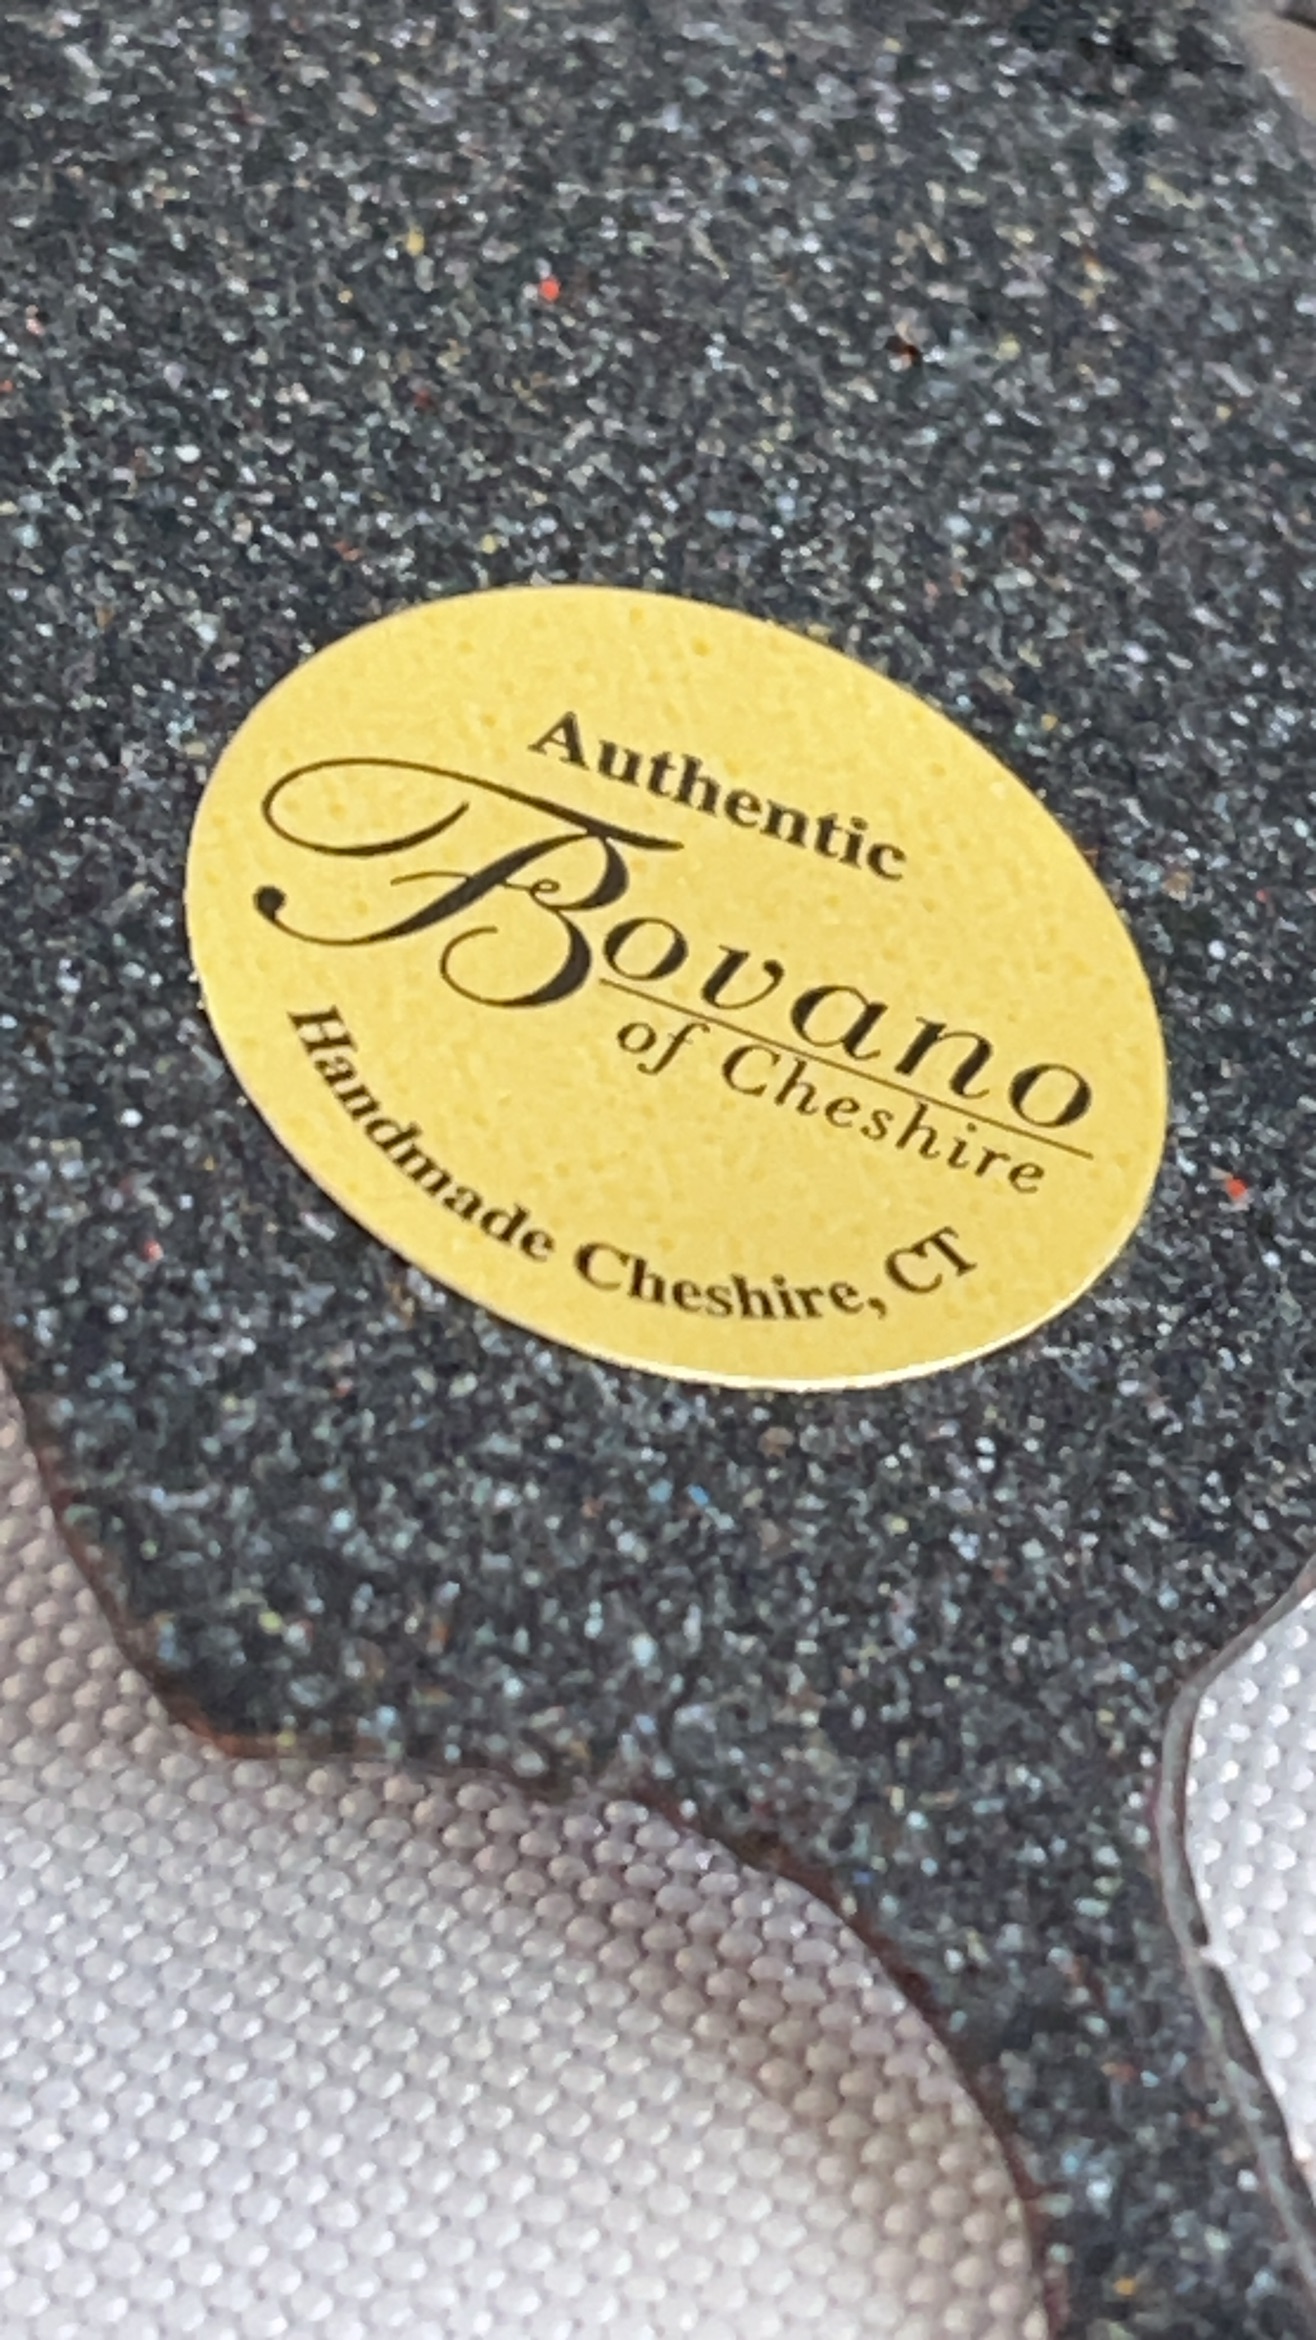 Authentic
Bovano
of Cheshire
Handmade Cheshire, CT